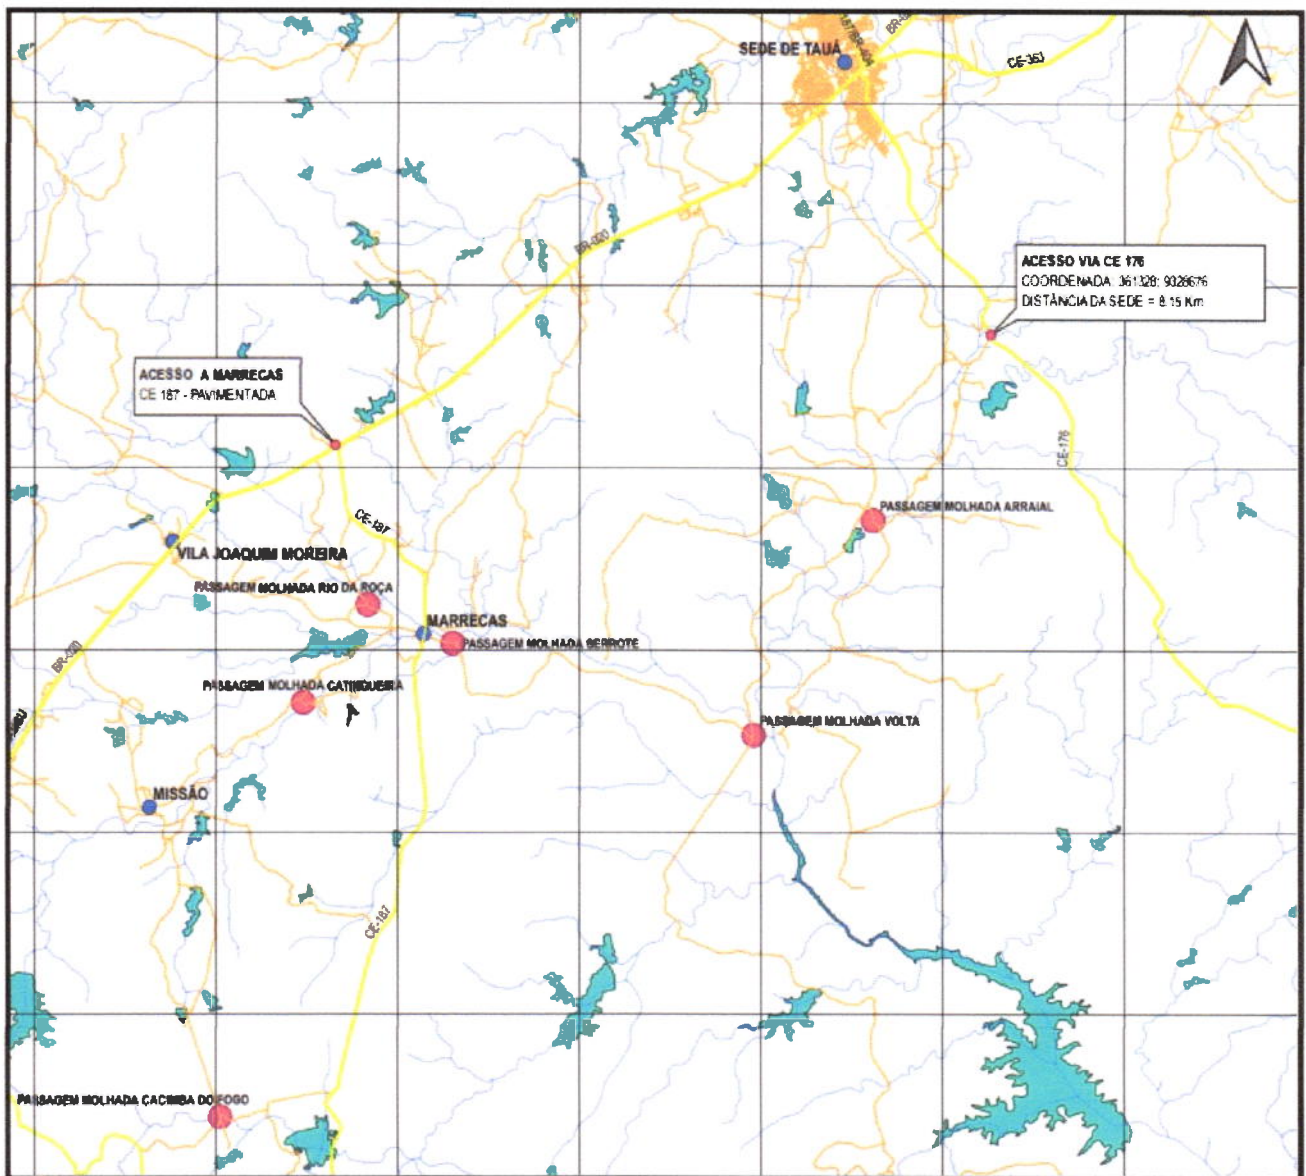 SEDE DE TAUÁ
CE-363
ACESSO VIA CE 176
COORDENADA: 361328; 9328676
DISTÂNCIA DA SEDE = 8.15 Km
BR-020
ACESSO A MARRECAS
CE 187 - PAVIMENTADA
CE-176
PASSAGEM MOLHADA ARRAIAL
CE-187
VILA JOAQUIM MOREIRA
PASSAGEM MOLHADA RIO DA ROÇA
MARRECAS
PASSAGEM MOLHADA SERROTE
BR-020
PASSAGEM MOLHADA CATINGUEIRA
PASSAGEM MOLHADA VOLTA
MISSÃO
CE-187
PASSAGEM MOLHADA CACIMBA DO FOGO